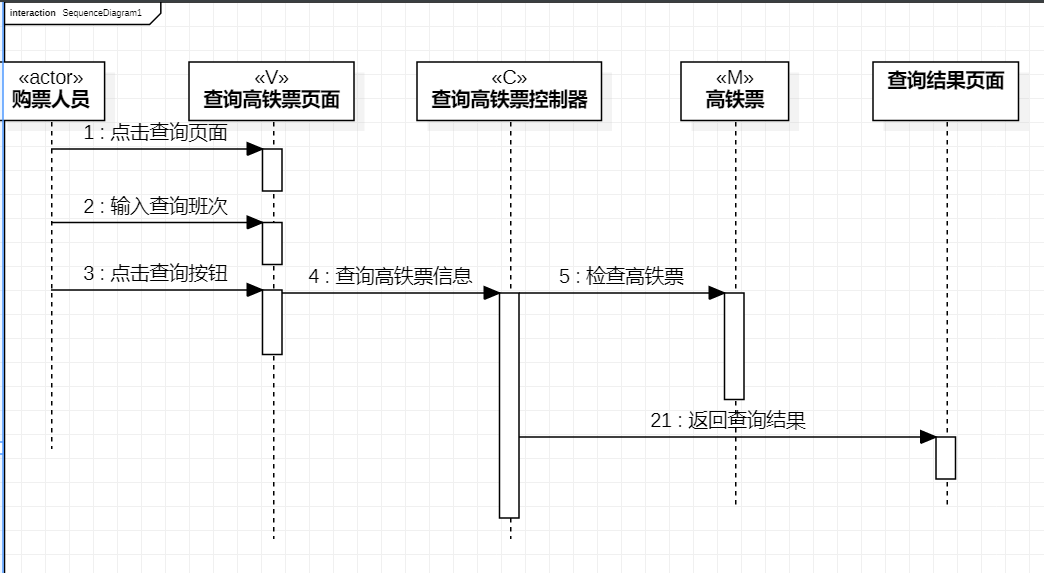 interaction SequenceDiagram1
«actor»
购票人员
«V»
查询高铁票页面
«C»
查询高铁票控制器
«M»
高铁票
查询结果页面
1 : 点击查询页面
2 : 输入查询班次
3 : 点击查询按钮
4 : 查询高铁票信息
5 : 检查高铁票
21 : 返回查询结果